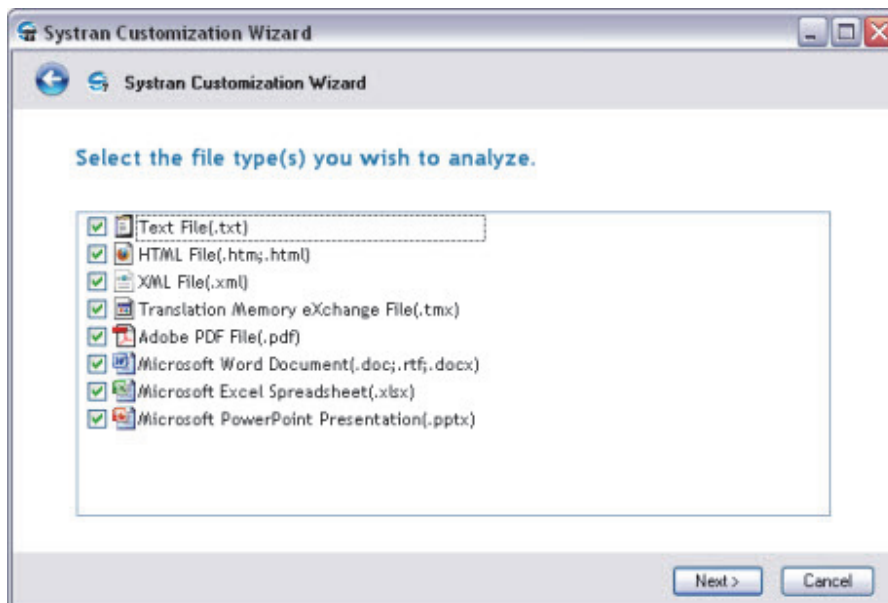 Systran Customization Wizard
Systran Customization Wizard
Select the file type(s) you wish to analyze.
Text File(.txt)
HTML File(.htm;.html)
XML File(.xml)
Translation Memory eXchange File(.tmx)
Adobe PDF File(.pdf)
Microsoft Word Document(.doc;.rtf;.docx)
Microsoft Excel Spreadsheet(.xlsx)
Microsoft PowerPoint Presentation(.pptx)
Next > Cancel